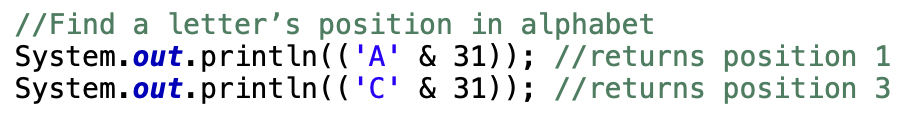 //Find a letter’s position in alphabet
System.out.println(('A' & 31)); //returns position 1
System.out.println(('C' & 31)); //returns position 3